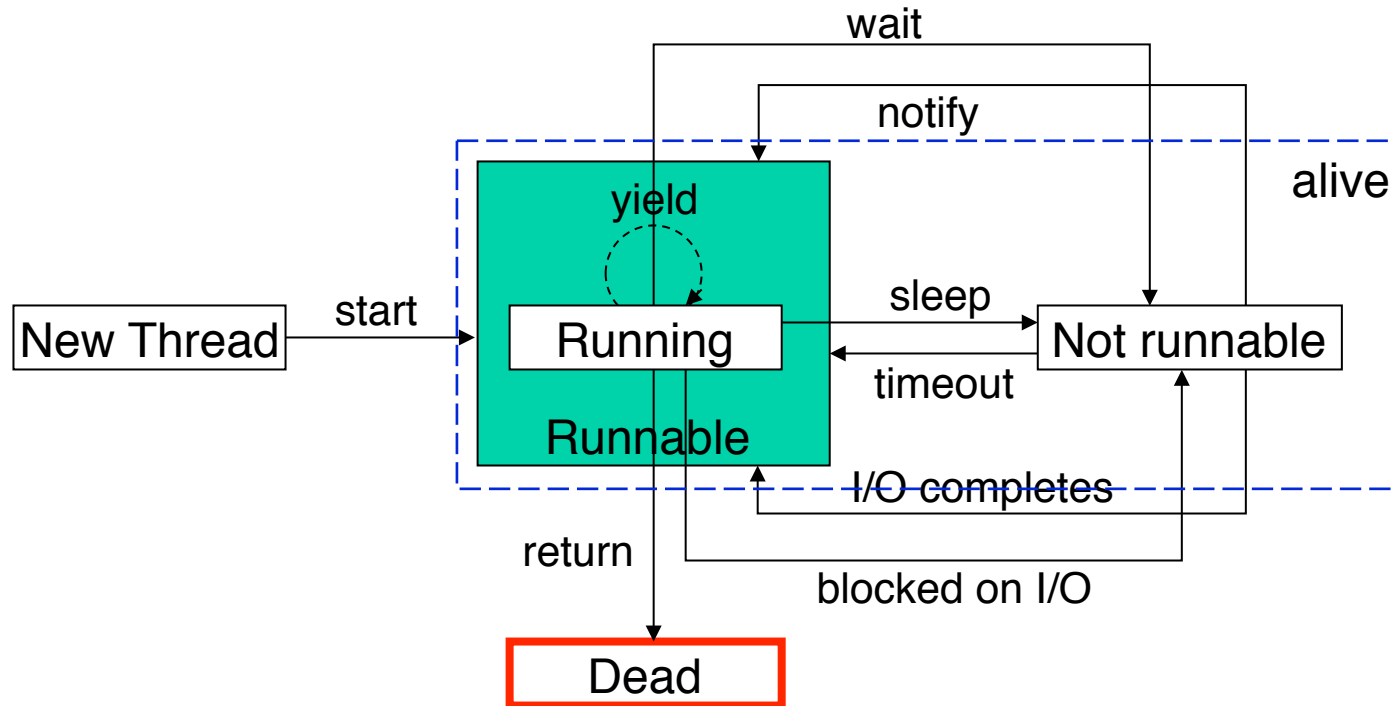 wait
notify
alive
yield
New Thread
start
Running
sleep
Not runnable
timeout
Runnable
I/O completes
return
blocked on I/O
Dead